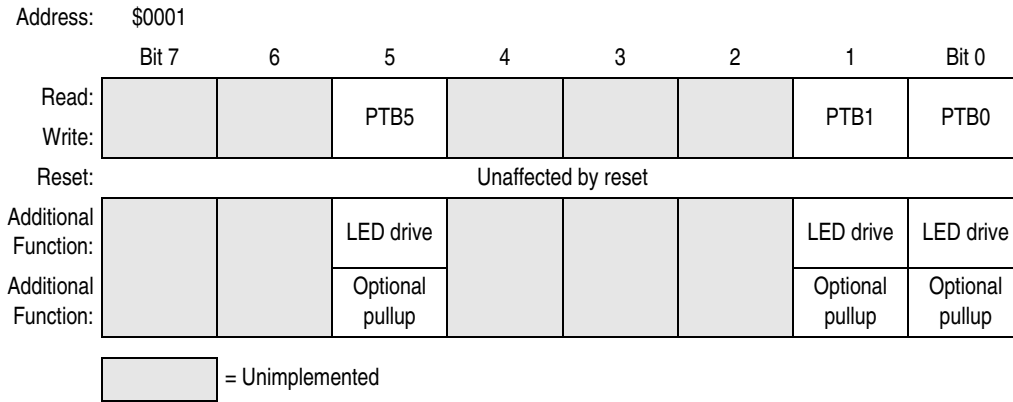 Address: $0001
Bit 7 6 5 4 3 2 1 Bit 0
Read:
Write:
PTB5 PTB1 PTB0
Reset: Unaffected by reset
Additional
Function:
LED drive LED drive LED drive
Additional
Function:
Optional
pullup
Optional
pullup
Optional
pullup
= Unimplemented